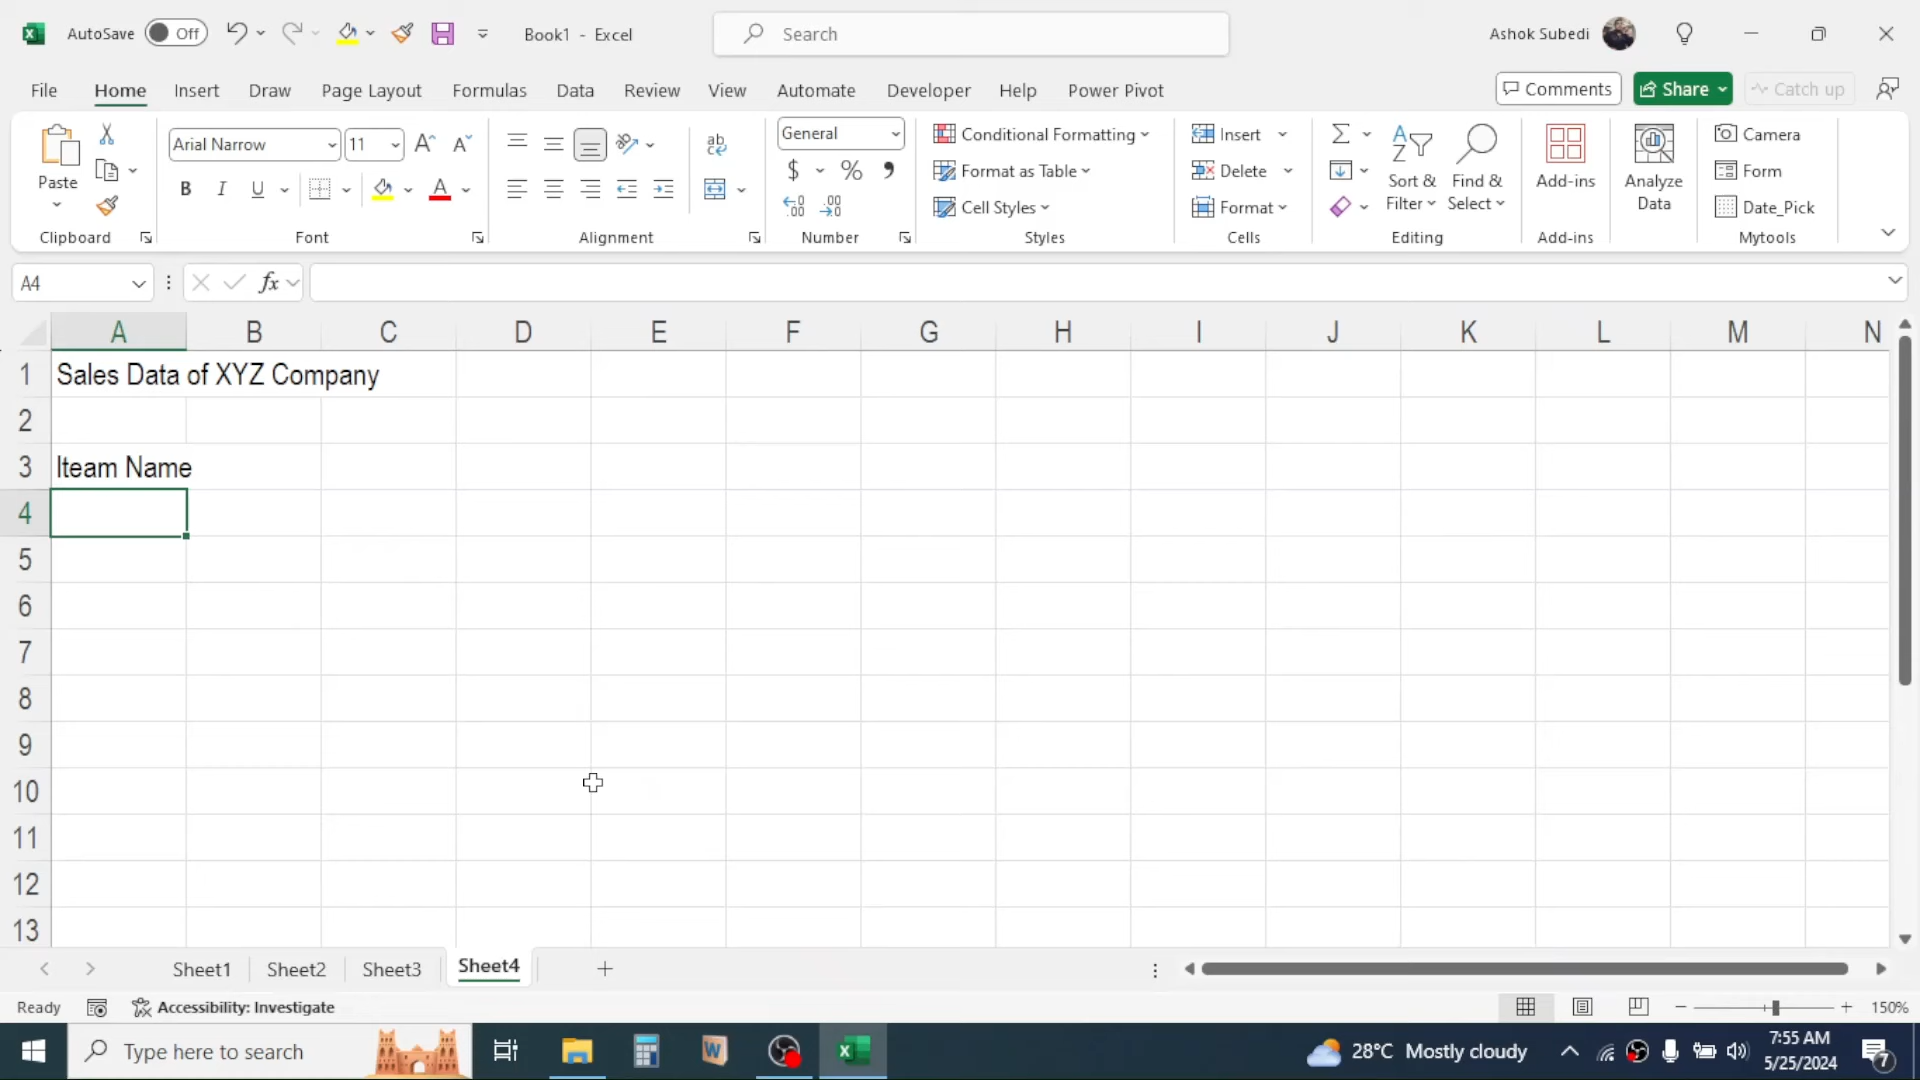 AutoSave Off Book1 - Excel Search Ashok Subedi
File Home Insert Draw Page Layout Formulas Data Review View Automate Developer Help Power Pivot Comments Share Catch up
Arial Narrow 11 General Conditional Formatting Insert Camera
Paste B I U $ % Format as Table Delete Sort & Filter Find & Select Add-ins Analyze Data Form
Cell Styles Format Date_Pick
Clipboard Font Alignment Number Styles Cells Editing Add-ins Mytools
A4 fx
A B C D E F G H I J K L M N
1 Sales Data of XYZ Company
2
3 Iteam Name
4
5
6
7
8
9
10
11
12
13
Sheet1 Sheet2 Sheet3 Sheet4
Ready Accessibility: Investigate 150%
Type here to search 28°C Mostly cloudy 7:55 AM
5/25/2024 7